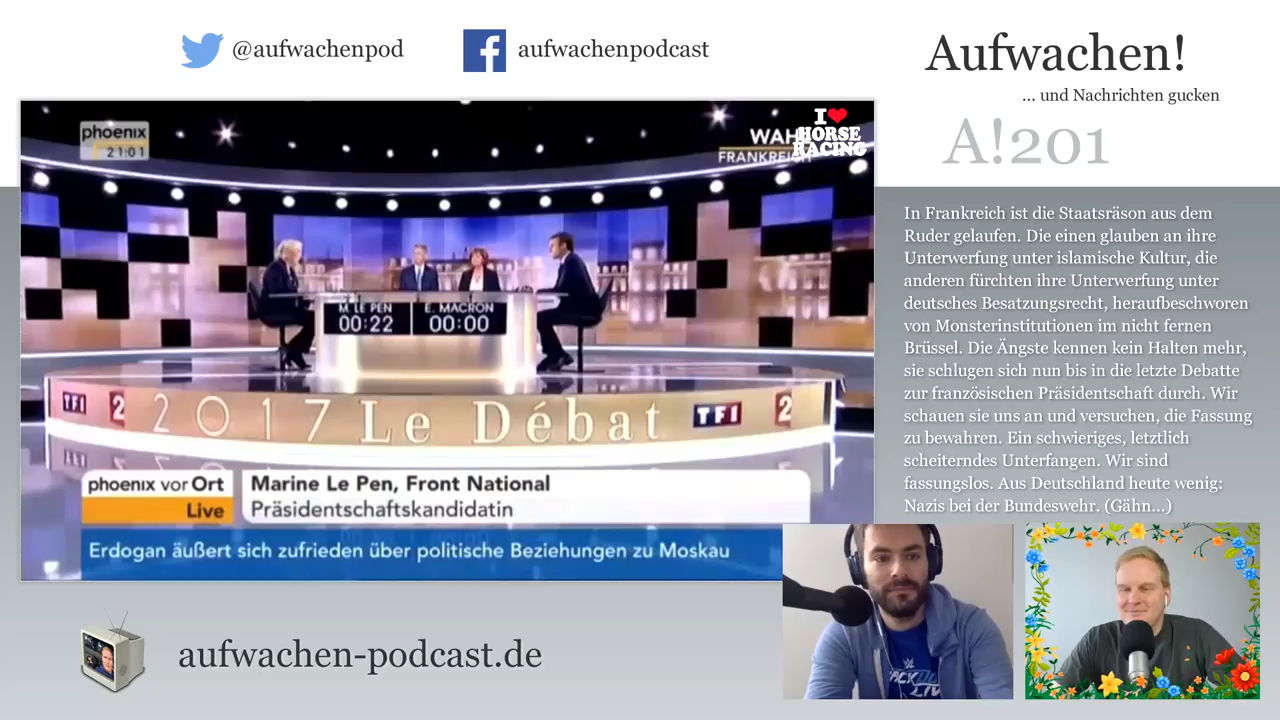 @aufwachenpod
aufwachenpodcast
Aufwachen!
... und Nachrichten gucken
A!201
phoenix
21:01
I
HORSE
RACING
WAH
FRANKREICH
M. LE PEN
E. MACRON
00:22
00:00
TF1 2 2017 Le Débat TF1 2
phoenix vor Ort
Live
Marine Le Pen, Front National
Präsidentschaftskandidatin
Erdogan äußert sich zufrieden über politische Beziehungen zu Moskau
In Frankreich ist die Staatsräson aus dem
Ruder gelaufen. Die einen glauben an ihre
Unterwerfung unter islamische Kultur, die
anderen fürchten ihre Unterwerfung unter
deutsches Besatzungsrecht, heraufbeschworen
von Monsterinstitutionen im nicht fernen
Brüssel. Die Ängste kennen kein Halten mehr,
sie schlugen sich nun bis in die letzte Debatte
zur französischen Präsidentschaft durch. Wir
schauen sie uns an und versuchen, die Fassung
zu bewahren. Ein schwieriges, letztlich
scheiterndes Unterfangen. Wir sind
fassungslos. Aus Deutschland heute wenig:
Nazis bei der Bundeswehr. (Gähn...)
LIVE
aufwachen-podcast.de